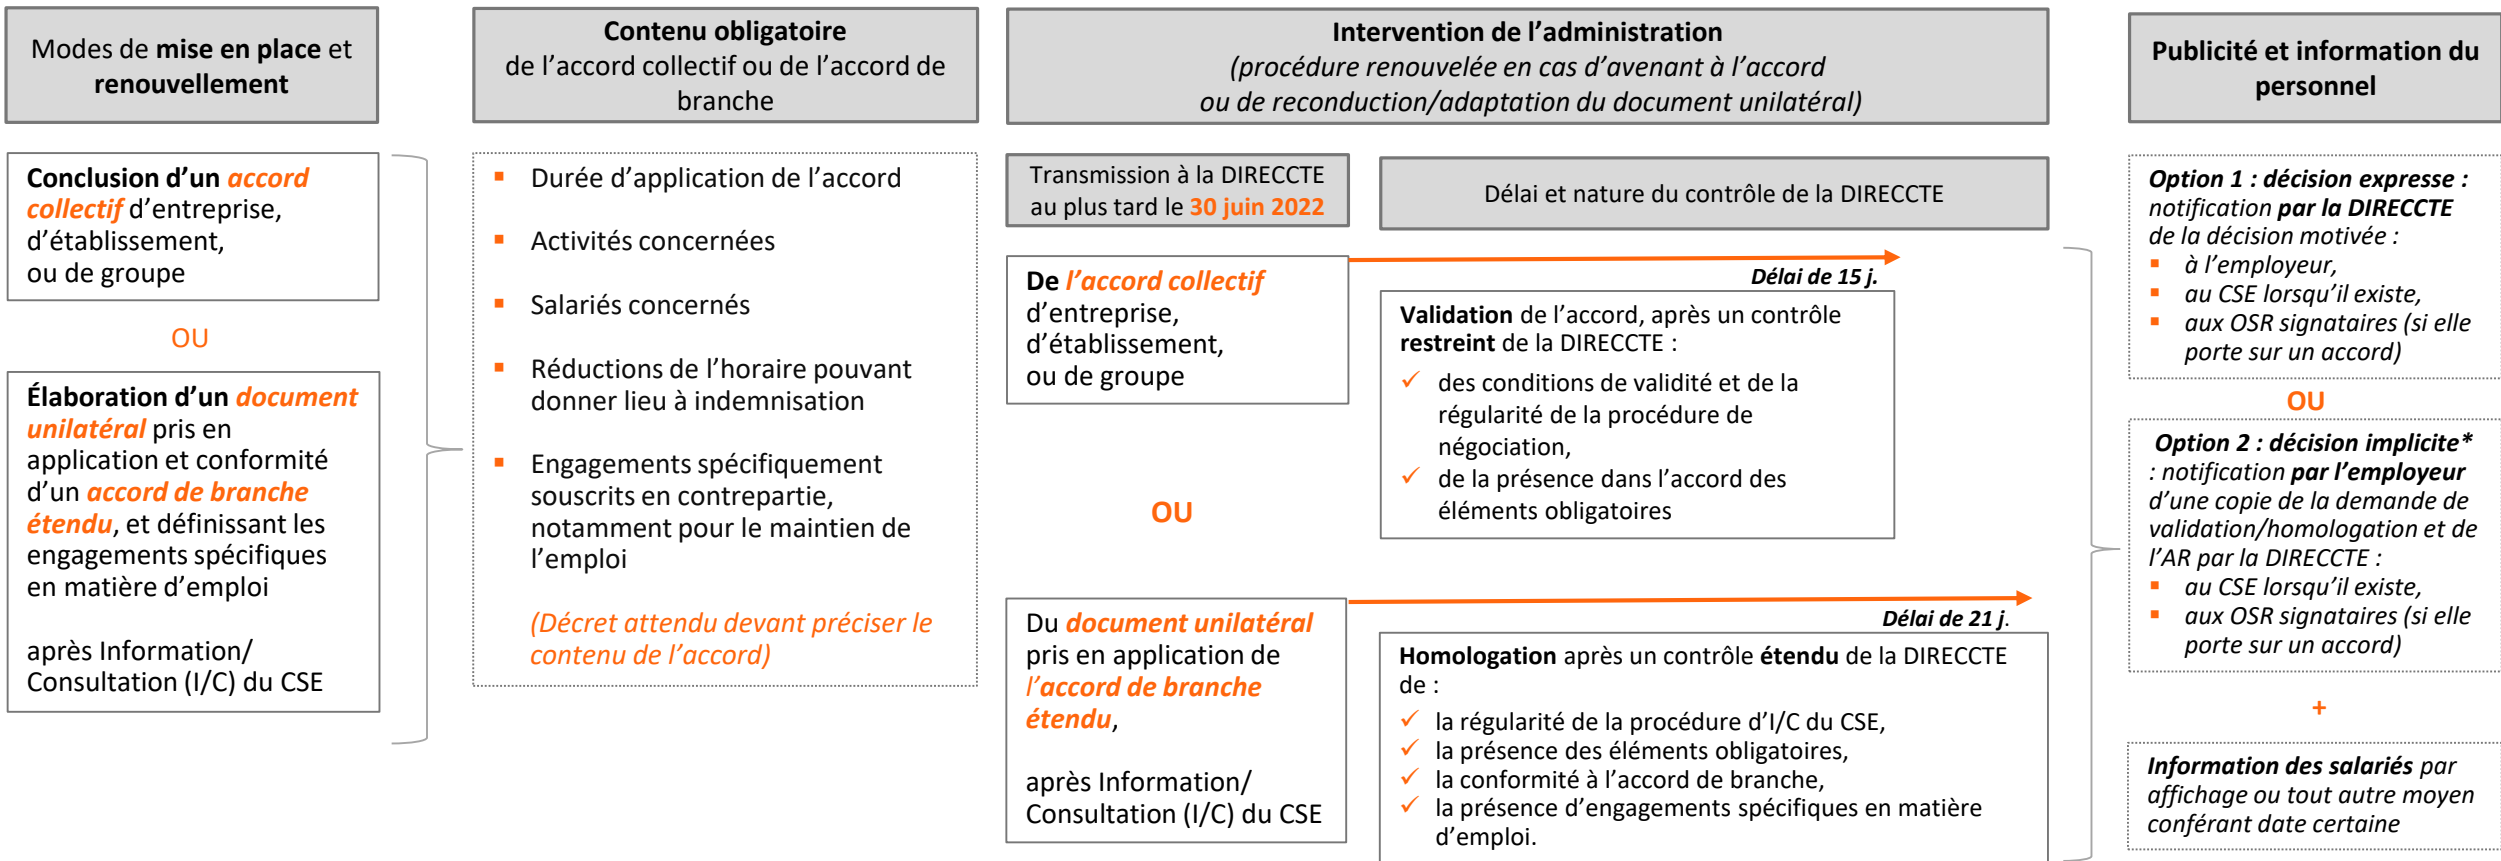 Modes de mise en place et
renouvellement
Contenu obligatoire
de l'accord collectif ou de l'accord de
branche
Intervention de l'administration
(procédure renouvelée en cas d'avenant à l'accord
ou de reconduction/adaptation du document unilatéral)
Publicité et information du
personnel
Conclusion d'un accord
collectif d'entreprise,
d'établissement,
ou de groupe
OU
Élaboration d'un document
unilatéral pris en
application et conformité
d'un accord de branche
étendu, et définissant les
engagements spécifiques
en matière d'emploi
après Information/
Consultation (I/C) du CSE
▪ Durée d'application de l'accord
▪ Activités concernées
▪ Salariés concernés
▪ Réductions de l'horaire pouvant
donner lieu à indemnisation
▪ Engagements spécifiquement
souscrits en contrepartie,
notamment pour le maintien de
l'emploi
(Décret attendu devant préciser le
contenu de l'accord)
Transmission à la DIRECCTE
au plus tard le 30 juin 2022
Délai et nature du contrôle de la DIRECCTE
De l'accord collectif
d'entreprise,
d'établissement,
ou de groupe
Délai de 15 j.
Validation de l'accord, après un contrôle
restreint de la DIRECCTE :
✓ des conditions de validité et de la
régularité de la procédure de
négociation,
✓ de la présence dans l'accord des
éléments obligatoires
OU
Du document unilatéral
pris en application de
l'accord de branche
étendu,
après Information/
Consultation (I/C) du CSE
Délai de 21 j.
Homologation après un contrôle étendu de la DIRECCTE
de :
✓ la régularité de la procédure d'I/C du CSE,
✓ la présence des éléments obligatoires,
✓ la conformité à l'accord de branche,
✓ la présence d'engagements spécifiques en matière
d'emploi.
Option 1 : décision expresse :
notification par la DIRECCTE
de la décision motivée :
▪ à l'employeur,
▪ au CSE lorsqu'il existe,
▪ aux OSR signataires (si elle
porte sur un accord)
OU
Option 2 : décision implicite*
: notification par l'employeur
d'une copie de la demande de
validation/homologation et de
l'AR par la DIRECCTE :
▪ au CSE lorsqu'il existe,
▪ aux OSR signataires (si elle
porte sur un accord)
+
Information des salariés par
affichage ou tout autre moyen
conférant date certaine